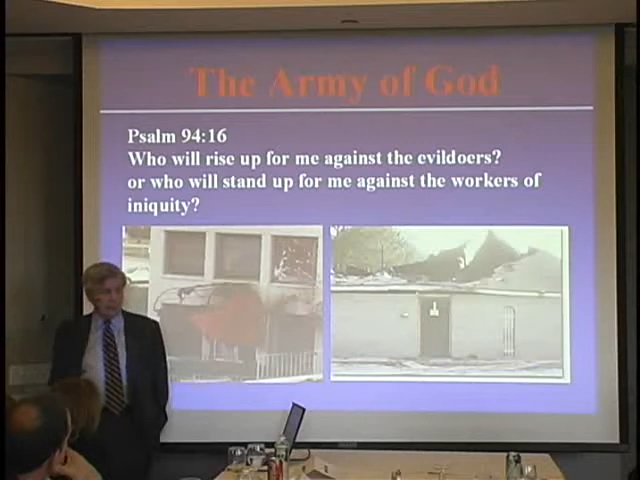 The Army of God
Psalm 94:16
Who will rise up for me against the evildoers?
or who will stand up for me against the workers of
iniquity?